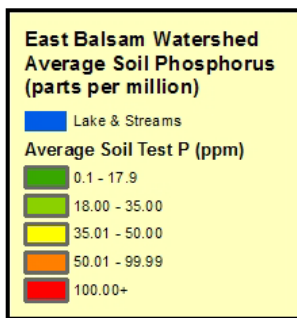 East Balsam Watershed
Average Soil Phosphorus
(parts per million)
Lake & Streams
Average Soil Test P (ppm)
0.1 - 17.9
18.00 - 35.00
35.01 - 50.00
50.01 - 99.99
100.00+